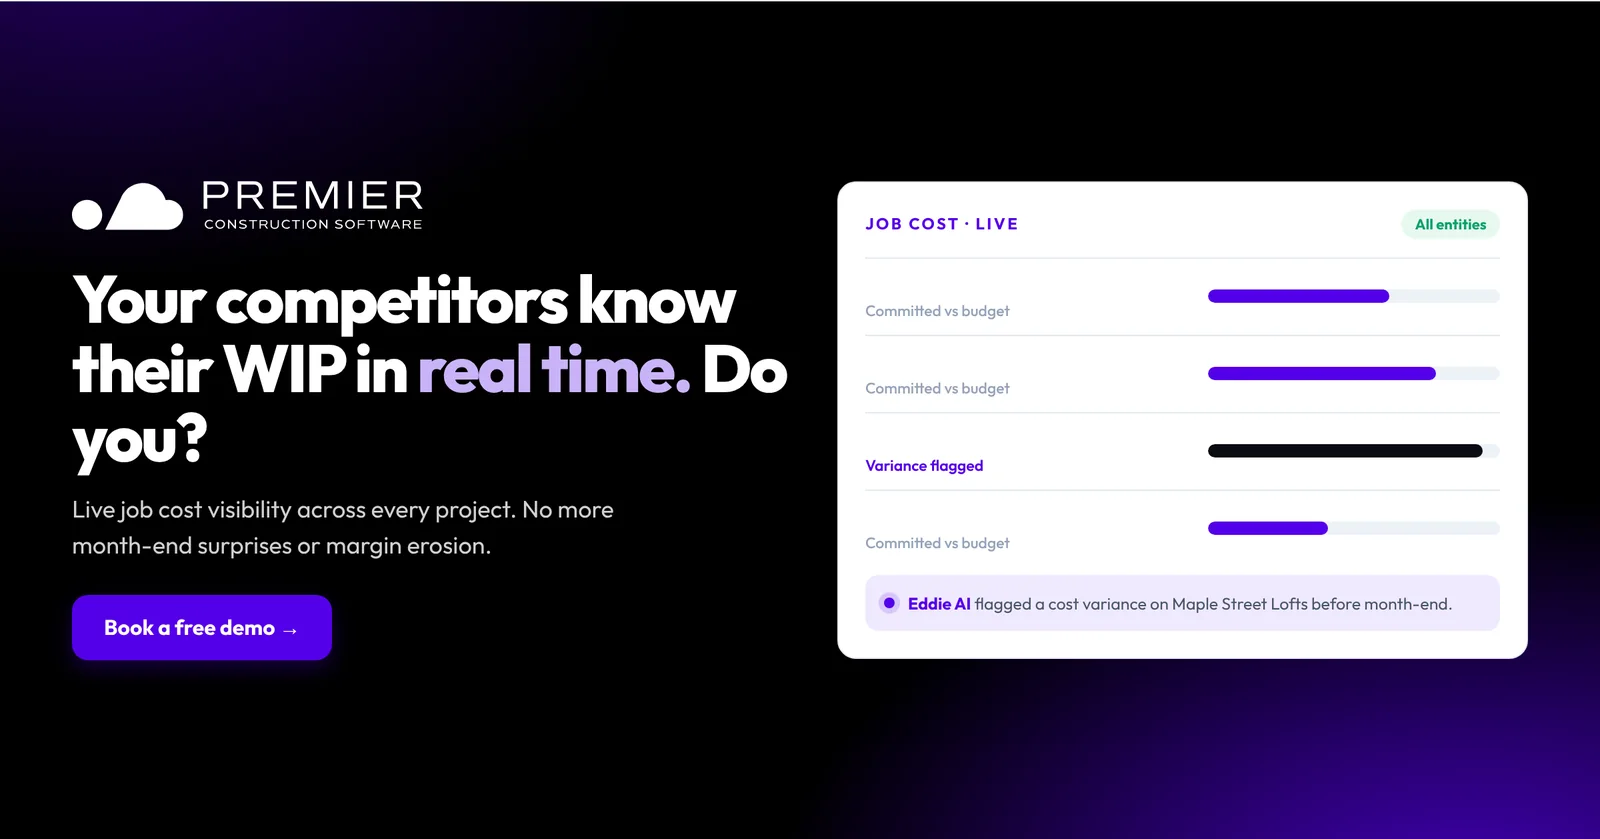 PREMIER
CONSTRUCTION SOFTWARE
Your competitors know
their WIP in real time. Do
you?
Live job cost visibility across every project. No more
month-end surprises or margin erosion.
Book a free demo →
JOB COST · LIVE
All entities
Committed vs budget
Committed vs budget
Variance flagged
Committed vs budget
Eddie AI flagged a cost variance on Maple Street Lofts before month-end.